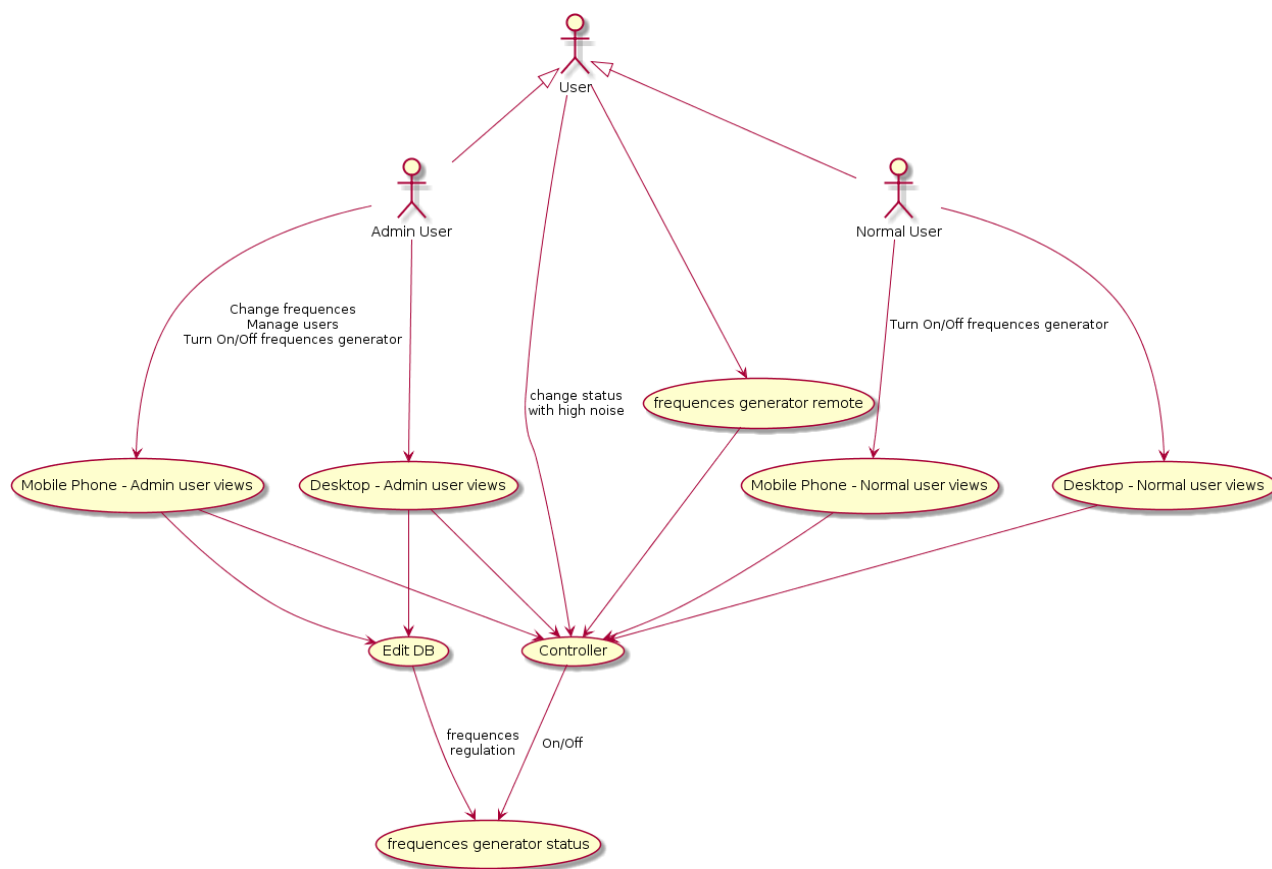 User
Admin User
Normal User
Change frequences
Manage users
Turn On/Off frequences generator
Turn On/Off frequences generator
change status
with high noise
frequences generator remote
Mobile Phone - Admin user views
Desktop - Admin user views
Mobile Phone - Normal user views
Desktop - Normal user views
Edit DB
Controller
frequences
regulation
On/Off
frequences generator status